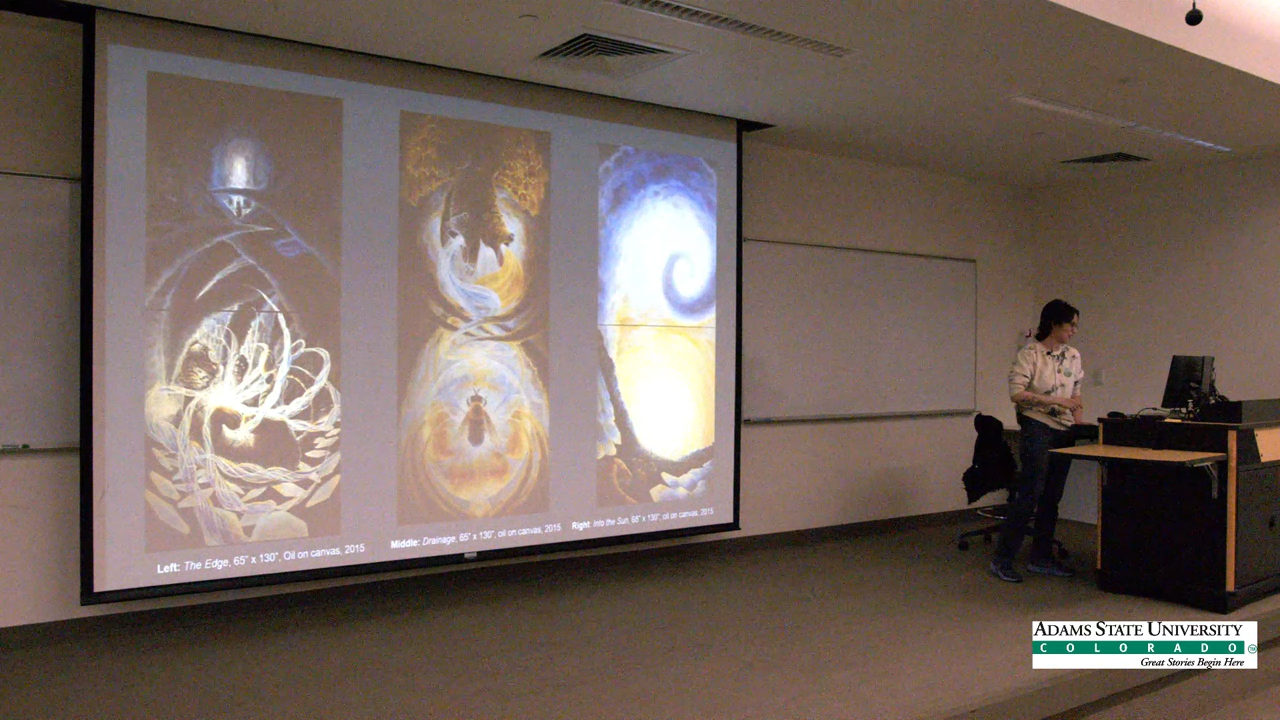 Left: The Edge, 65" x 130", Oil on canvas, 2015
Middle: Drainage, 65" x 130", oil on canvas, 2015
Right: Into the Sun, 65" x 130", oil on canvas, 2015
ADAMS STATE UNIVERSITY
COLORADO
Great Stories Begin Here